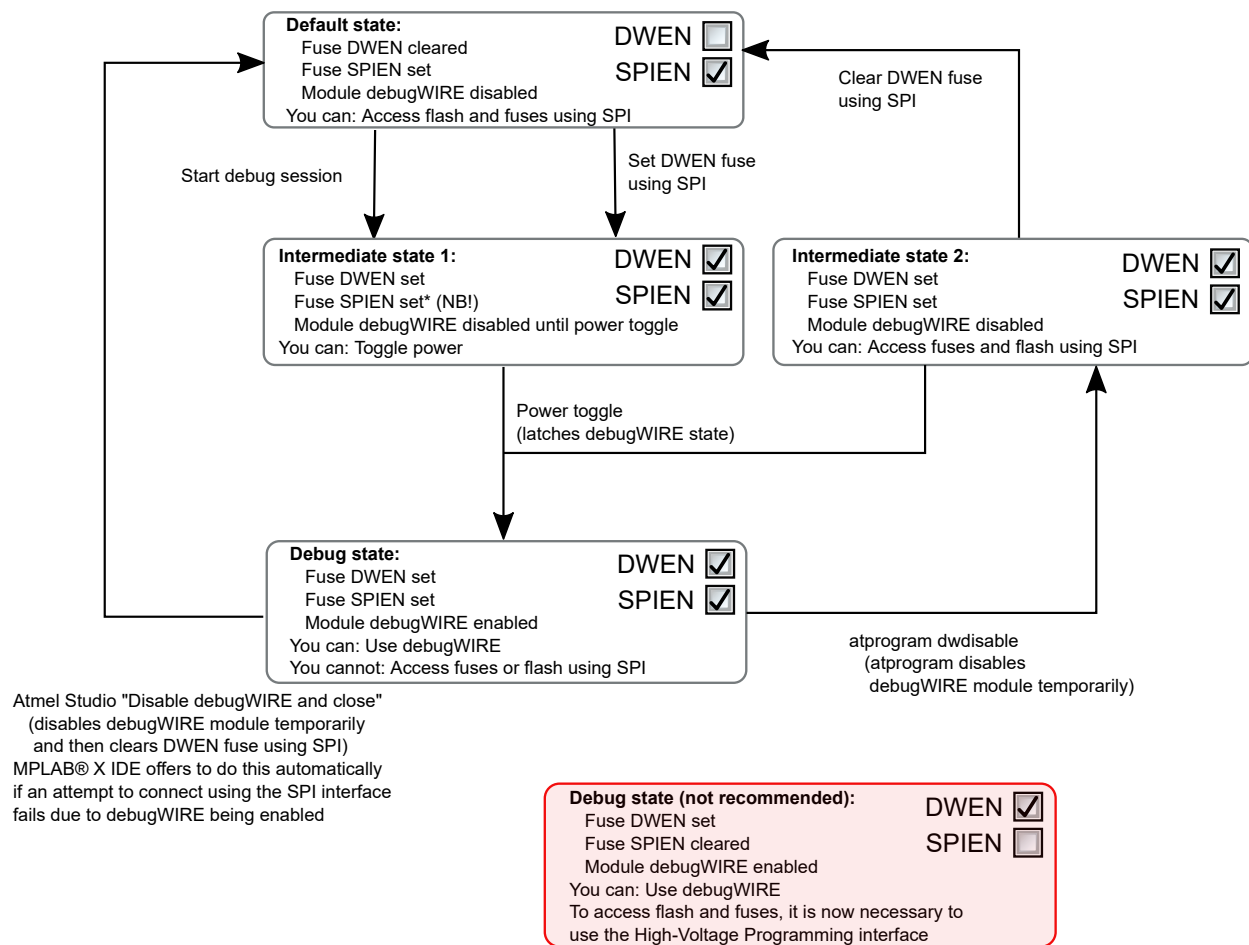 Default state:
Fuse DWEN cleared
Fuse SPIEN set
Module debugWIRE disabled
You can: Access flash and fuses using SPI
DWEN
SPIEN
Clear DWEN fuse
using SPI
Start debug session
Set DWEN fuse
using SPI
Intermediate state 1:
Fuse DWEN set
Fuse SPIEN set* (NB!)
Module debugWIRE disabled until power toggle
You can: Toggle power
DWEN
SPIEN
Intermediate state 2:
Fuse DWEN set
Fuse SPIEN set
Module debugWIRE disabled
You can: Access fuses and flash using SPI
DWEN
SPIEN
Power toggle
(latches debugWIRE state)
Debug state:
Fuse DWEN set
Fuse SPIEN set
Module debugWIRE enabled
You can: Use debugWIRE
You cannot: Access fuses or flash using SPI
DWEN
SPIEN
atprogram dwdisable
(atprogram disables
debugWIRE module temporarily)
Atmel Studio "Disable debugWIRE and close"
(disables debugWIRE module temporarily
and then clears DWEN fuse using SPI)
MPLAB® X IDE offers to do this automatically
if an attempt to connect using the SPI interface
fails due to debugWIRE being enabled
Debug state (not recommended):
Fuse DWEN set
Fuse SPIEN cleared
Module debugWIRE enabled
You can: Use debugWIRE
To access flash and fuses, it is now necessary to
use the High-Voltage Programming interface
DWEN
SPIEN